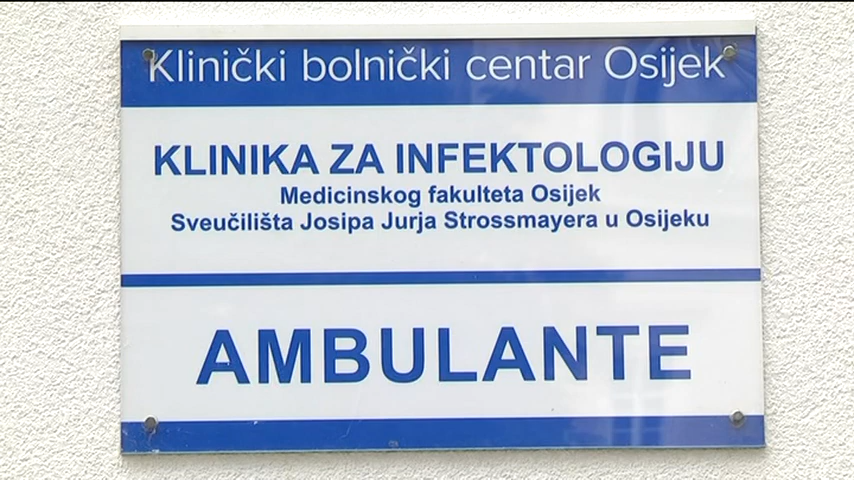 Klinički bolnički centar Osijek
KLINIKA ZA INFEKTOLOGIJU
Medicinskog fakulteta Osijek
Sveučilišta Josipa Jurja Strossmayera u Osijeku
AMBULANTE